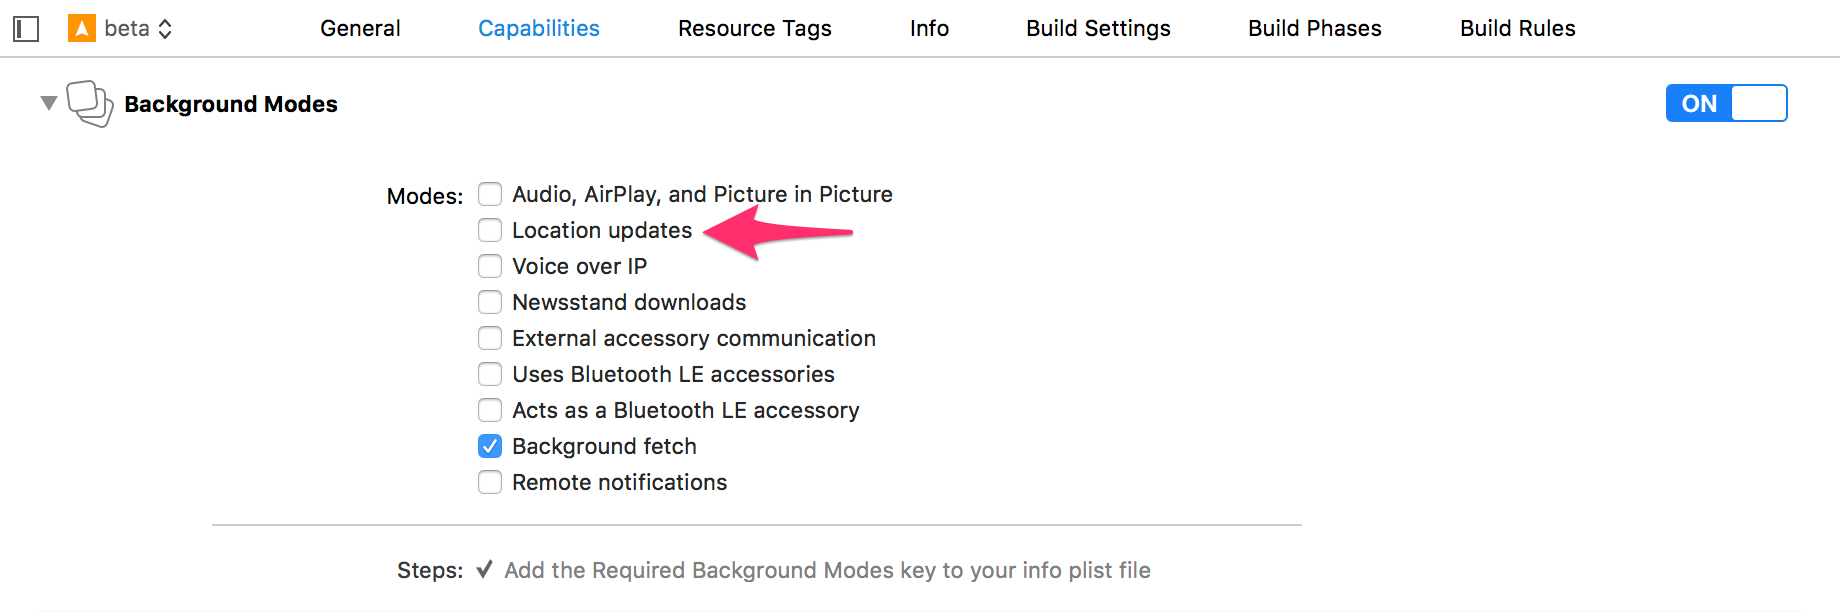 beta General Capabilities Resource Tags Info Build Settings Build Phases Build Rules
Background Modes ON
Modes: Audio, AirPlay, and Picture in Picture
Location updates
Voice over IP
Newsstand downloads
External accessory communication
Uses Bluetooth LE accessories
Acts as a Bluetooth LE accessory
Background fetch
Remote notifications
Steps: ✓ Add the Required Background Modes key to your info plist file